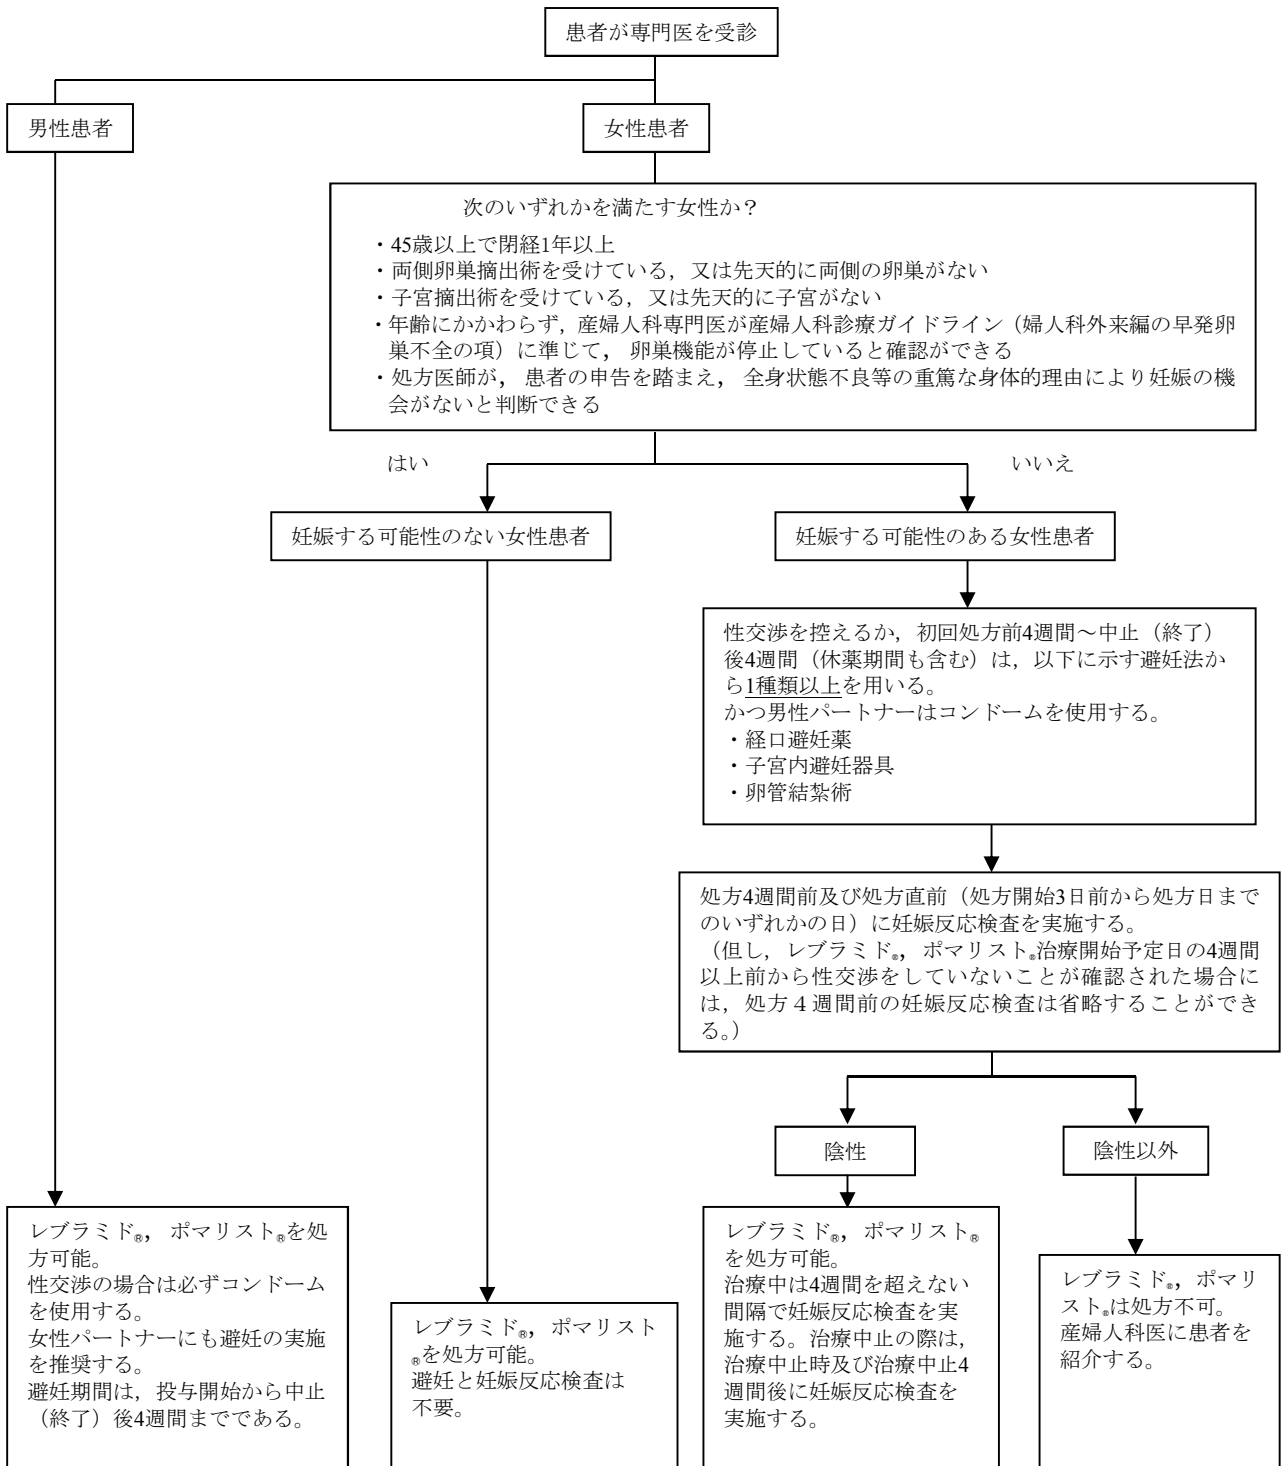 患者が専門医を受診
男性患者
女性患者
次のいずれかを満たす女性か？
・45歳以上で閉経1年以上
・両側卵巣摘出術を受けている，又は先天的に両側の卵巣がない
・子宮摘出術を受けている，又は先天的に子宮がない
・年齢にかかわらず，産婦人科専門医が産婦人科診療ガイドライン（婦人科外来編の早発卵
巣不全の項）に準じて， 卵巣機能が停止していると確認ができる
・処方医師が， 患者の申告を踏まえ， 全身状態不良等の重篤な身体的理由により妊娠の機
会がないと判断できる
はい
いいえ
妊娠する可能性のない女性患者
妊娠する可能性のある女性患者
性交渉を控えるか，初回処方前4週間～中止（終了）
後4週間（休薬期間も含む）は，以下に示す避妊法か
ら1種類以上を用いる。
かつ男性パートナーはコンドームを使用する。
・経口避妊薬
・子宮内避妊器具
・卵管結紮術
処方4週間前及び処方直前（処方開始3日前から処方日まで
のいずれかの日）に妊娠反応検査を実施する。
（但し，レブラミド®，ポマリスト®治療開始予定日の4週間
以上前から性交渉をしていないことが確認された場合に
は，処方４週間前の妊娠反応検査は省略することができ
る。）
陰性
陰性以外
レブラミド®， ポマリスト®を処
方可能。
性交渉の場合は必ずコンドーム
を使用する。
女性パートナーにも避妊の実施
を推奨する。
避妊期間は，投与開始から中止
（終了）後4週間までである。
レブラミド®，ポマリスト
®を処方可能。
避妊と妊娠反応検査は
不要。
レブラミド®，ポマリスト®
を処方可能。
治療中は4週間を超えない
間隔で妊娠反応検査を実
施する。治療中止の際は，
治療中止時及び治療中止4
週間後に妊娠反応検査を
実施する。
レブラミド®，ポマリ
スト®は処方不可。
産婦人科医に患者を
紹介する。